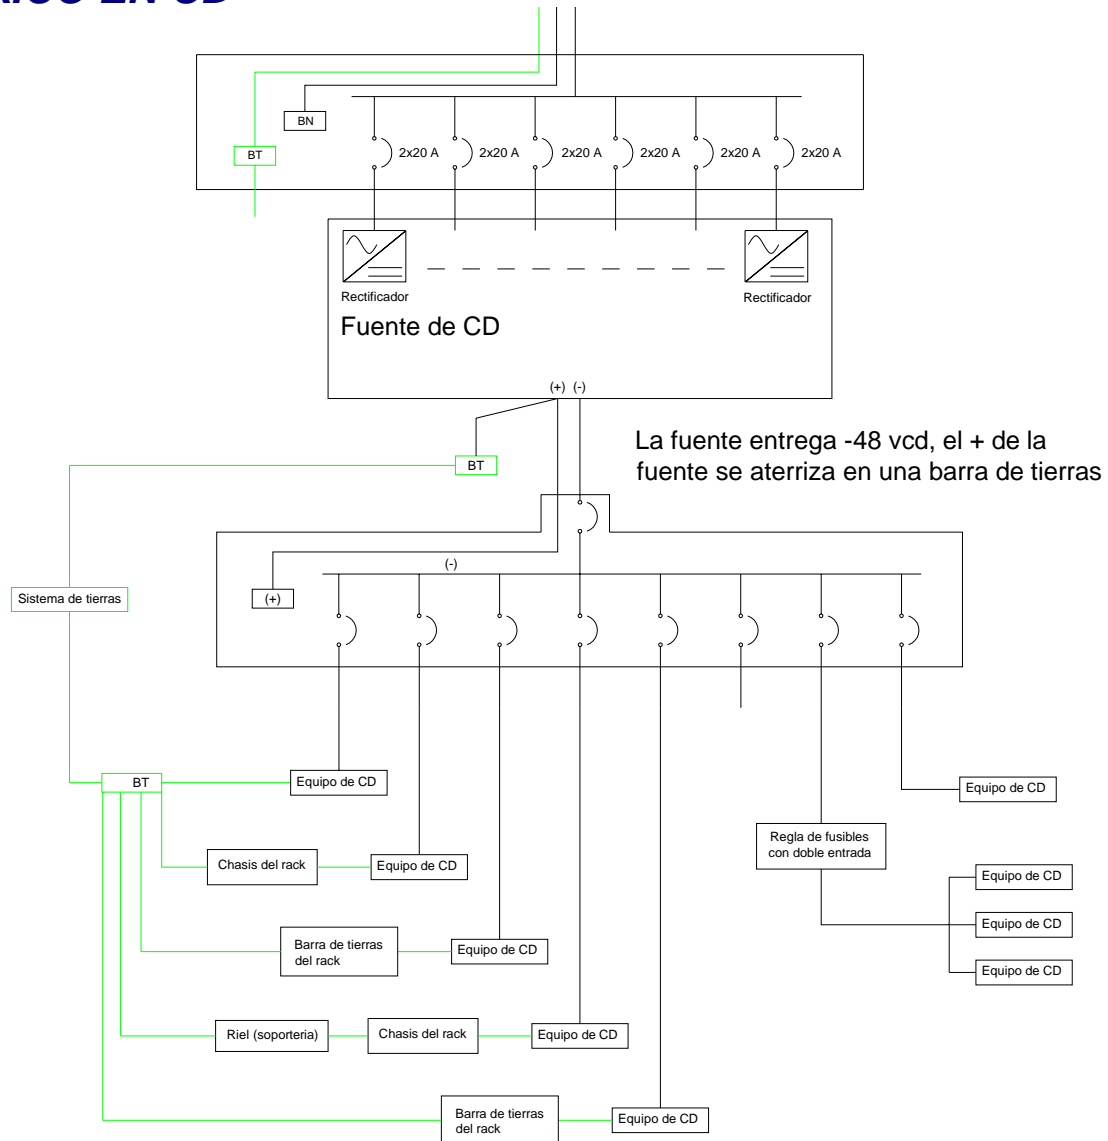 EN CD
BN
BT
2x20 A
2x20 A
2x20 A
2x20 A
2x20 A
2x20 A
Rectificador
Rectificador
Fuente de CD
(+) (-)
La fuente entrega -48 vcd, el + de la
fuente se aterriza en una barra de tierras
BT
(-)
(+)
Sistema de tierras
BT
Equipo de CD
Equipo de CD
Regla de fusibles
con doble entrada
Chasis del rack
Equipo de CD
Equipo de CD
Equipo de CD
Equipo de CD
Barra de tierras
del rack
Equipo de CD
Riel (soporteria)
Chasis del rack
Equipo de CD
Barra de tierras
del rack
Equipo de CD